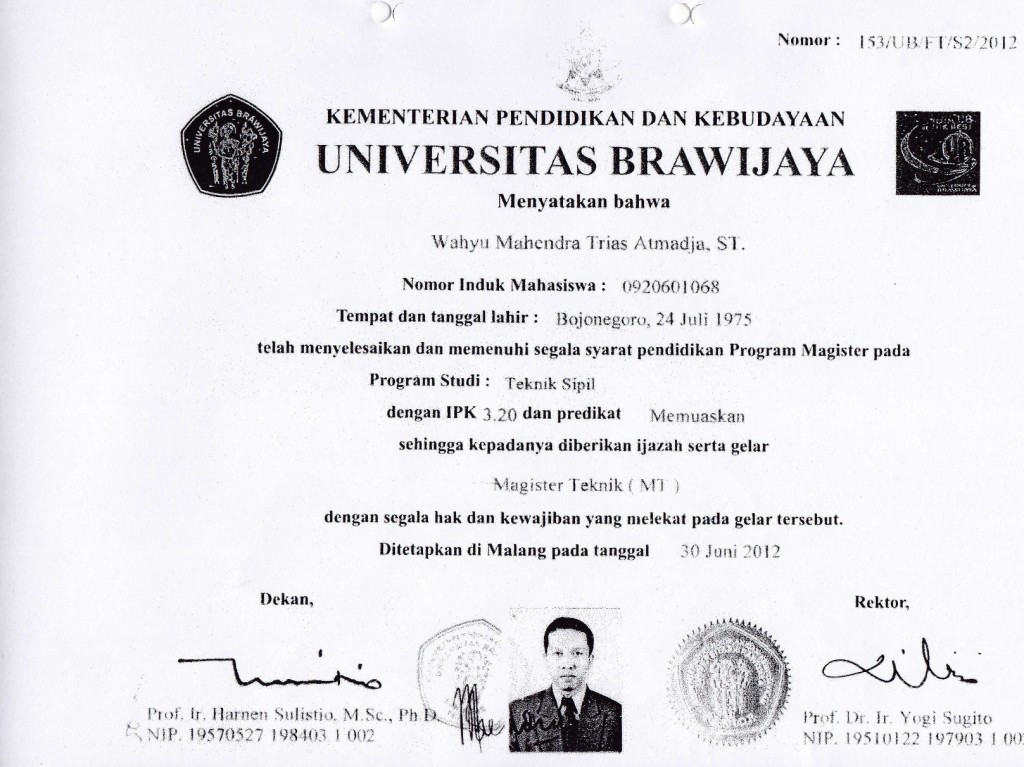 Nomor : 153/UB/FT/S2/2012
UNIVERSITAS BRAWIJAYA
KEMENTERIAN PENDIDIKAN DAN KEBUDAYAAN
UNIVERSITAS BRAWIJAYA
Menyatakan bahwa
Wahyu Mahendra Trias Atmadja, ST.
Nomor Induk Mahasiswa : 0920601068
Tempat dan tanggal lahir : Bojonegoro, 24 Juli 1975
telah menyelesaikan dan memenuhi segala syarat pendidikan Program Magister pada
Program Studi : Teknik Sipil
dengan IPK 3.20 dan predikat Memuaskan
sehingga kepadanya diberikan ijazah serta gelar
Magister Teknik ( MT )
dengan segala hak dan kewajiban yang melekat pada gelar tersebut.
Ditetapkan di Malang pada tanggal 30 Juni 2012
Dekan,
Rektor,
Prof. Ir. Harnen Sulistio, M.Sc., Ph.D.
NIP. 19570527 198403 1 002
Prof. Dr. Ir. Yogi Sugito
NIP. 19510122 197903 1 002